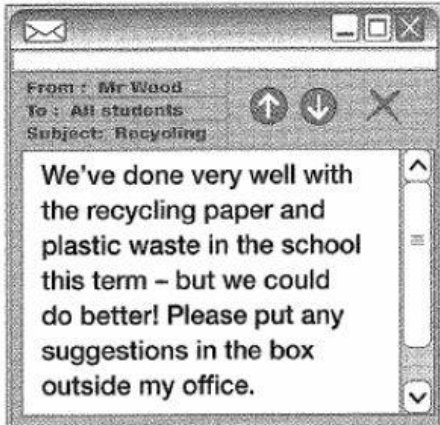 From : Mr Wood
To : All students
Subject: Recycling
We've done very well with
the recycling paper and
plastic waste in the school
this term – but we could
do better! Please put any
suggestions in the box
outside my office.